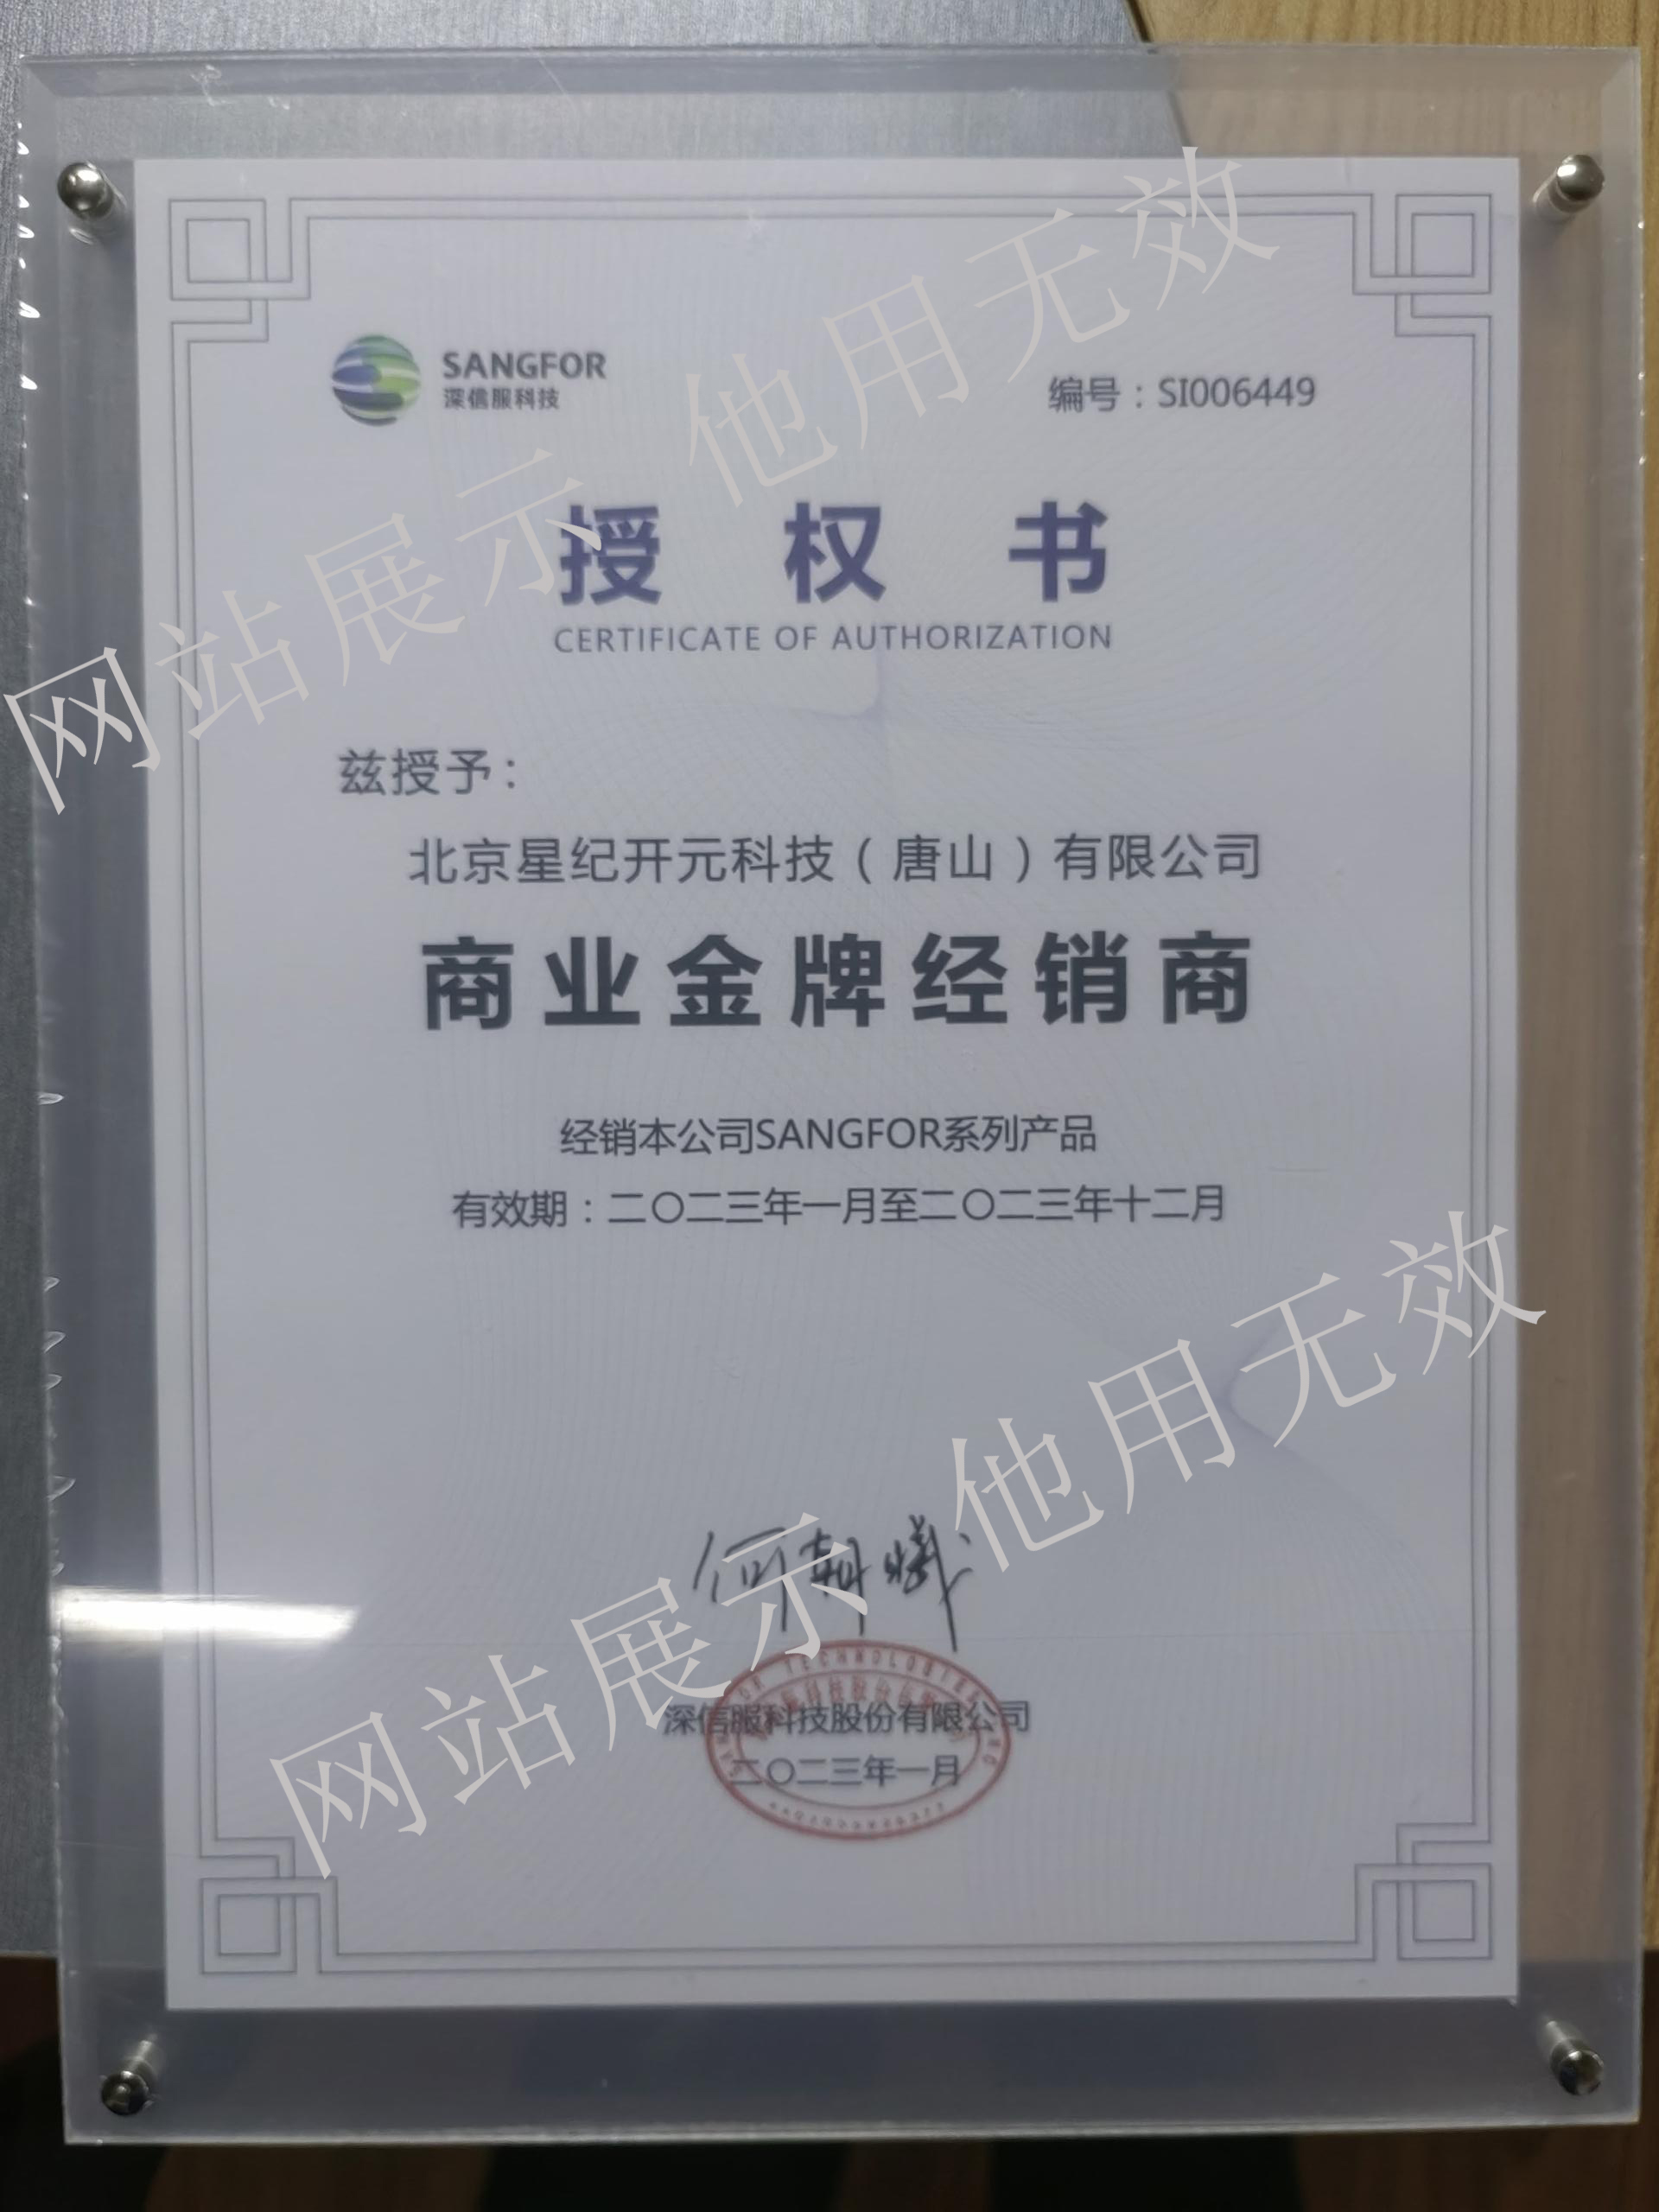 SANGFOR
深信服科技
编号：SI006449
网站展示 他用无效
授权书
CERTIFICATE OF AUTHORIZATION
兹授予：
北京星纪开元科技（唐山）有限公司
商业金牌经销商
经销本公司SANGFOR系列产品
有效期：二〇二三年一月至二〇二三年十二月
网站展示 他用无效
何朝曦
深信服科技股份有限公司
二〇二三年一月